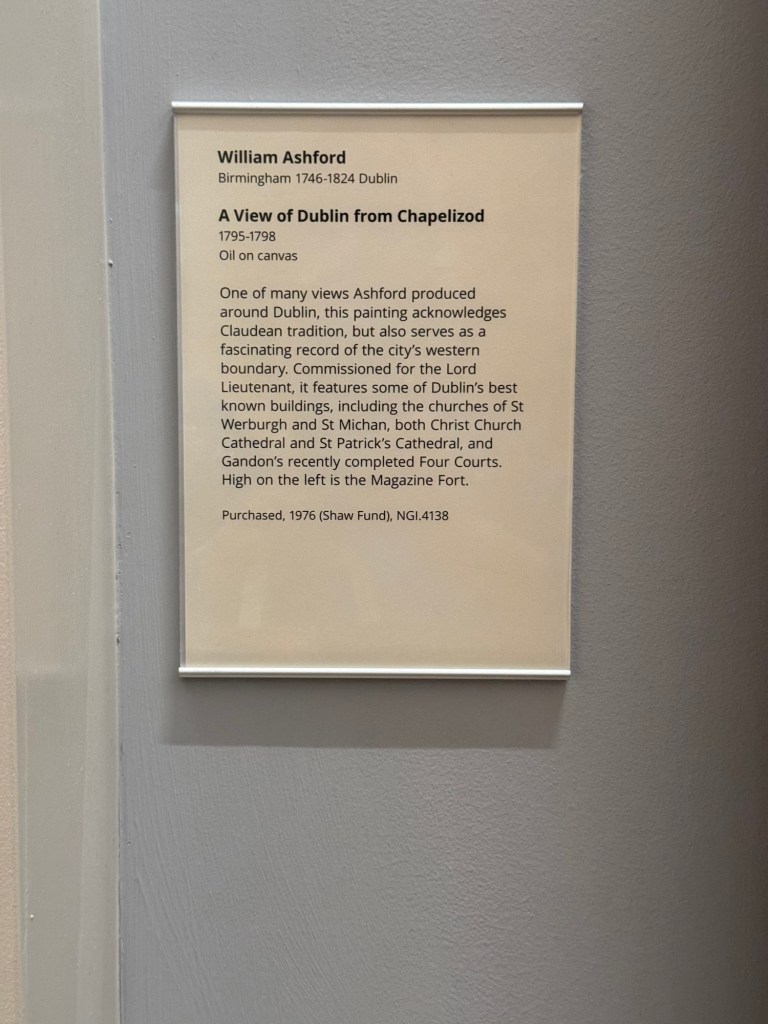 William Ashford
Birmingham 1746-1824 Dublin
A View of Dublin from Chapelizod
1795-1798
Oil on canvas
One of many views Ashford produced
around Dublin, this painting acknowledges
Claudean tradition, but also serves as a
fascinating record of the city's western
boundary. Commissioned for the Lord
Lieutenant, it features some of Dublin's best
known buildings, including the churches of St
Werburgh and St Michan, both Christ Church
Cathedral and St Patrick's Cathedral, and
Gandon's recently completed Four Courts.
High on the left is the Magazine Fort.
Purchased, 1976 (Shaw Fund), NGI.4138